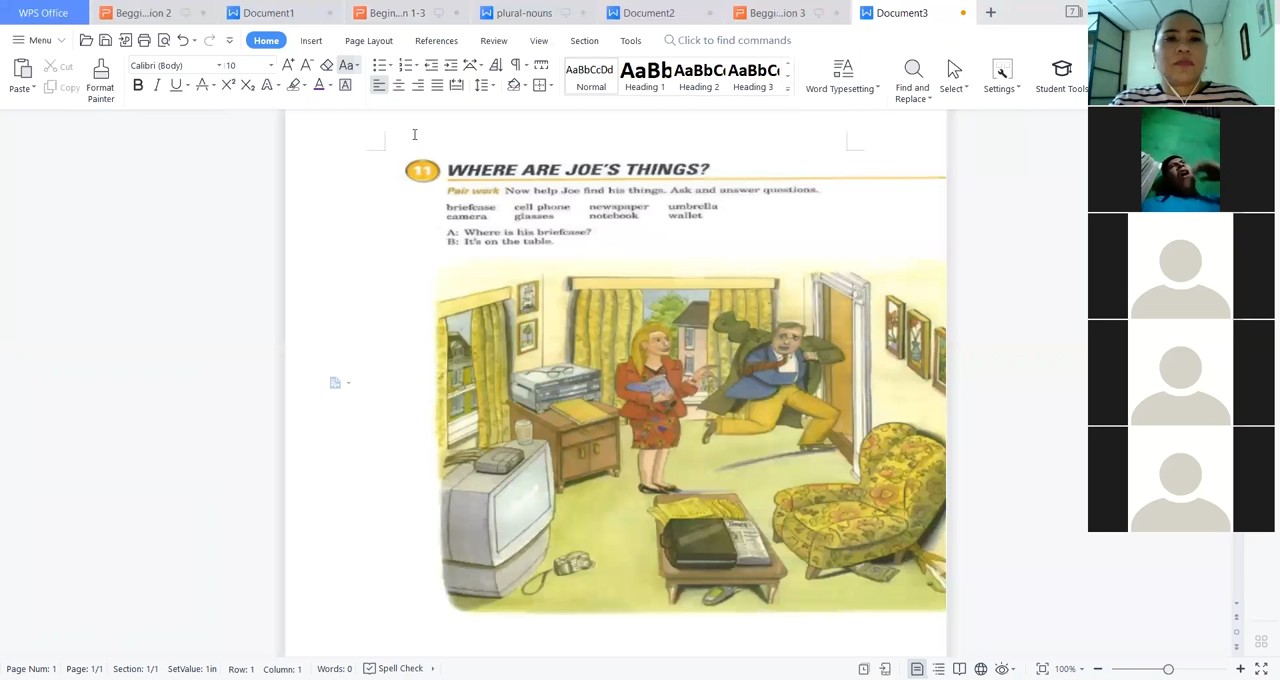 WPS Office
Beggi...ion 2
Document1
Begin...n 1-3
plural-nouns
Document2
Beggi...ion 3
Document3
7
Menu
Home
Insert
Page Layout
References
Review
View
Section
Tools
Click to find commands
Paste
Cut
Copy
Format Painter
Calibri (Body)
10
AaBbCcDd
Normal
AaBb
Heading 1
AaBbCc
Heading 2
AaBbCc
Heading 3
Word Typesetting
Find and Replace
Select
Settings
Student Tools
11 WHERE ARE JOE'S THINGS?
Pair work Now help Joe find his things. Ask and answer questions.
briefcase cell phone newspaper umbrella
camera glasses notebook wallet
A: Where is his briefcase?
B: It's on the table.
Page Num: 1 Page: 1/1 Section: 1/1 SetValue: 1in Row: 1 Column: 1 Words: 0 Spell Check 100%